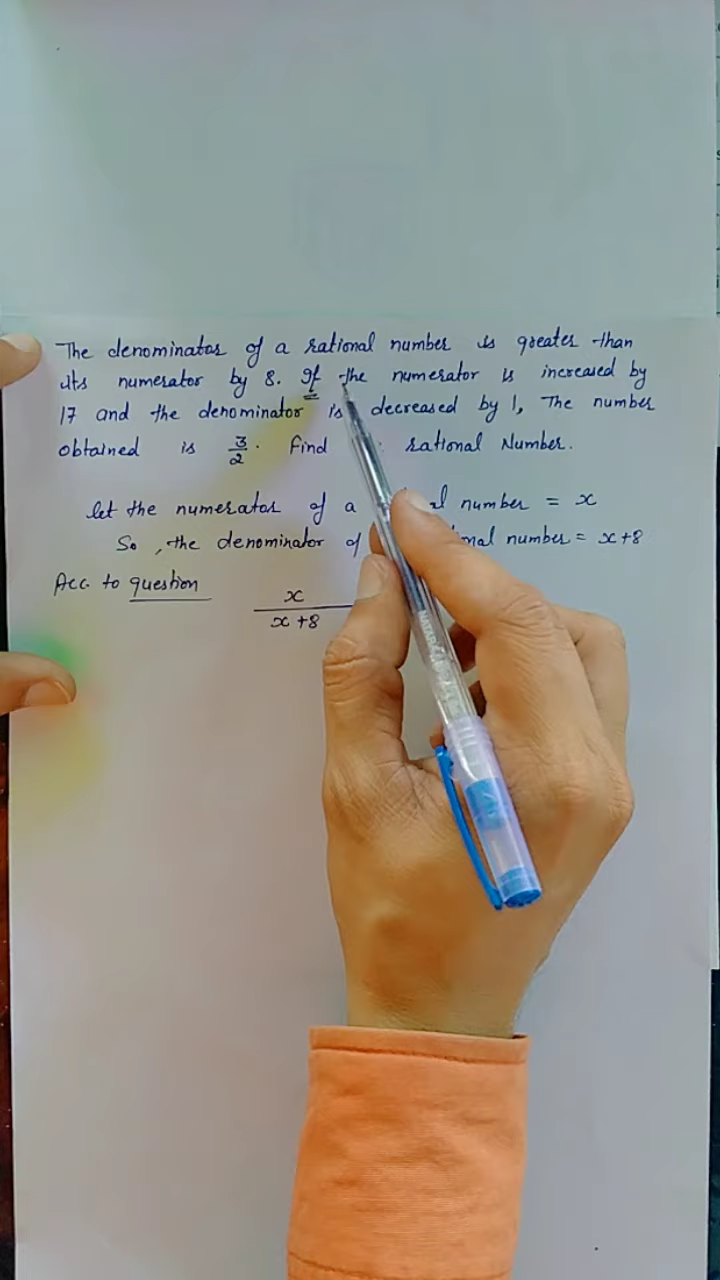 The denominator of a rational number is greater than
its numerator by 8. If the numerator is increased by
17 and the denominator is decreased by 1, The number
obtained is 3/2. Find rational Number.
let the numerator of a number = x
So, the denominator of number = x+8
Acc. to question x/(x+8)